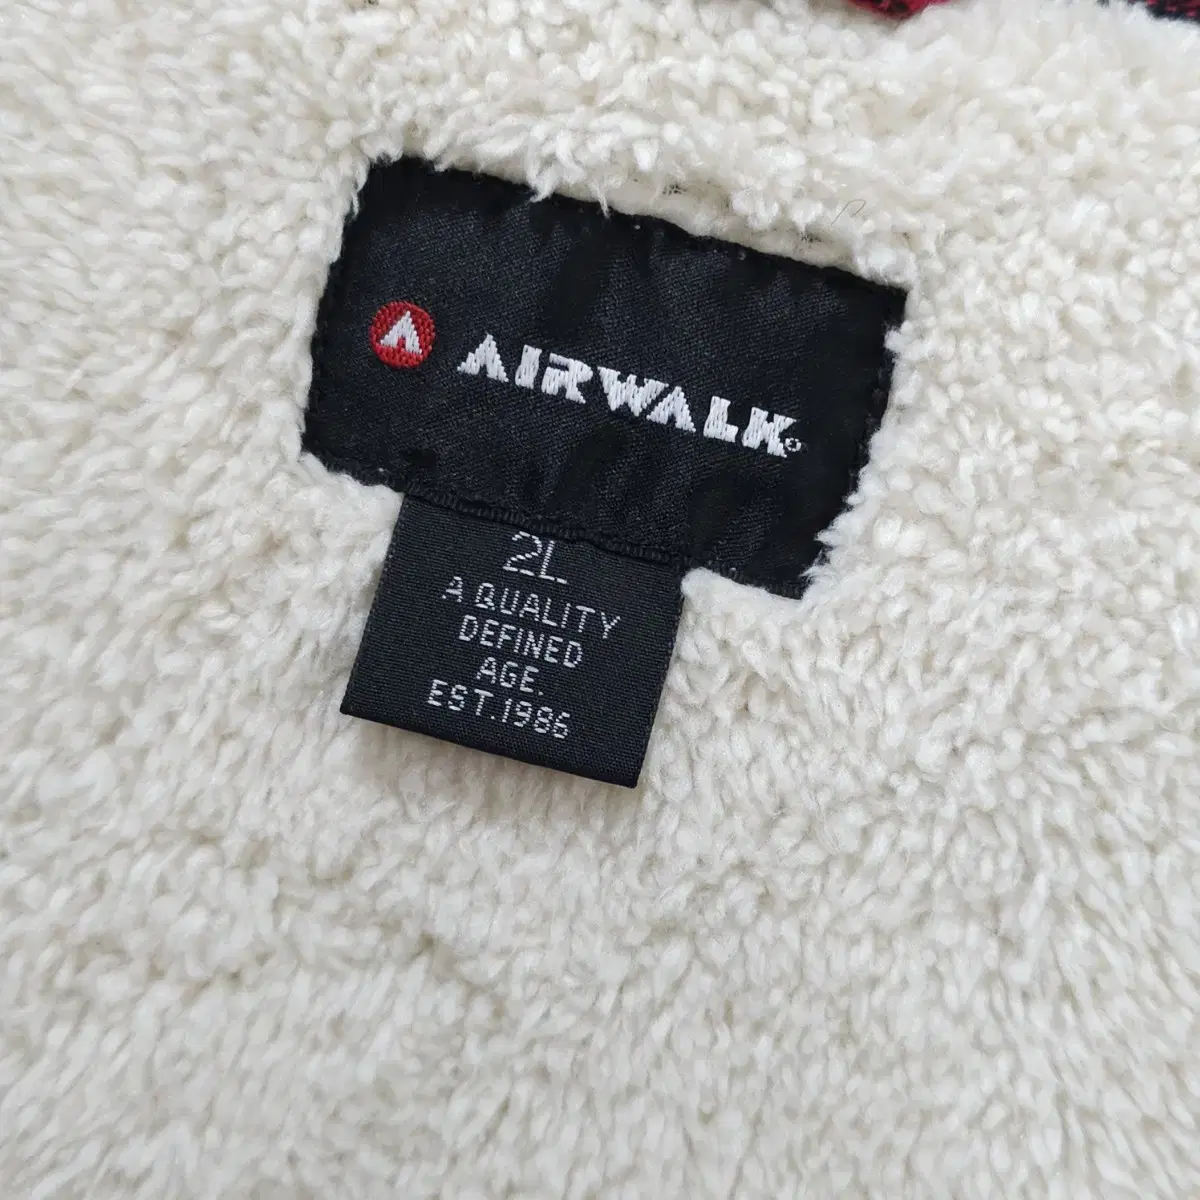 AIRWALK®
2L
A QUALITY
DEFINED
AGE.
EST.1986